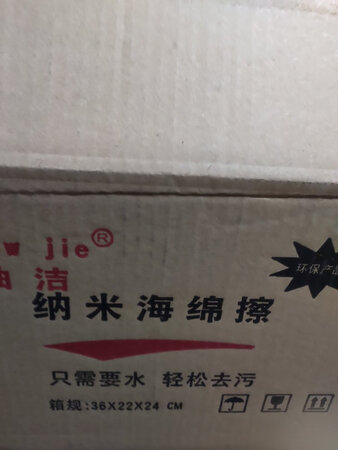 w jie®
洁
环保产品
纳米海绵擦
只需要水 轻松去污
箱规:36X22X24 CM